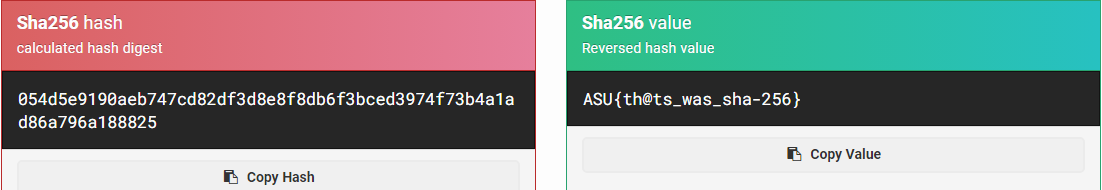 Sha256 hash
calculated hash digest
054d5e9190aeb747cd82df3d8e8f8db6f3bced3974f73b4a1a
d86a796a188825
Copy Hash
Sha256 value
Reversed hash value
ASU{th@ts_was_sha-256}
Copy Value